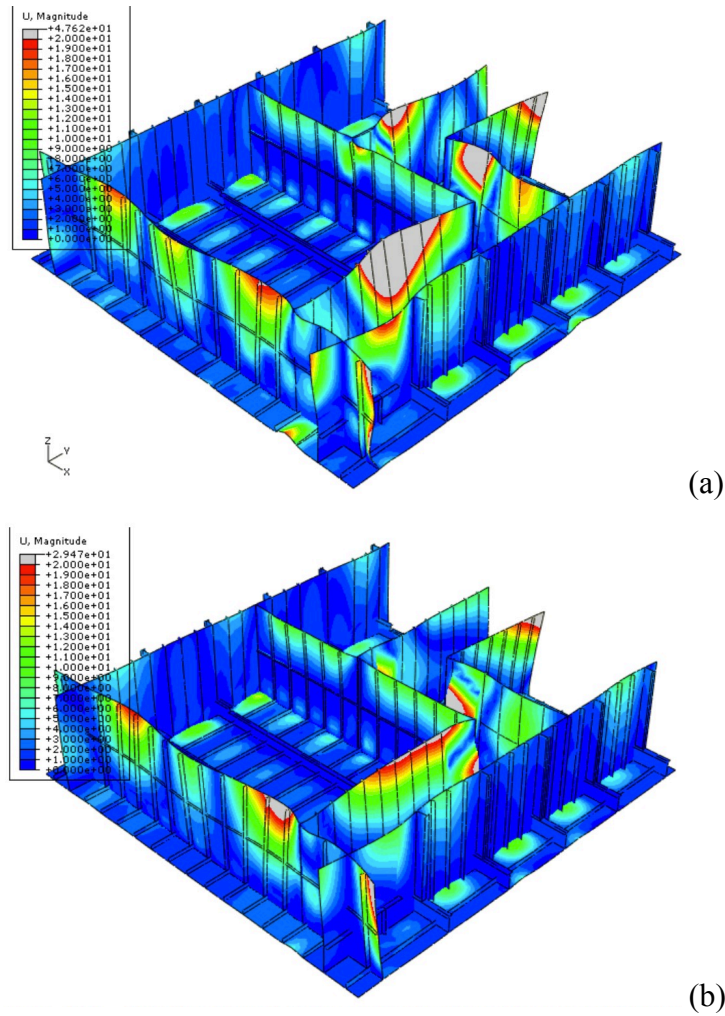 U, Magnitude
+4.762e+01
+2.000e+01
+1.900e+01
+1.800e+01
+1.700e+01
+1.600e+01
+1.500e+01
+1.400e+01
+1.300e+01
+1.200e+01
+1.100e+01
+1.000e+01
+9.000e+00
+8.000e+00
+7.000e+00
+6.000e+00
+5.000e+00
+4.000e+00
+3.000e+00
+2.000e+00
+1.000e+00
+0.000e+00
Z
Y
X
(a)
U, Magnitude
+2.947e+01
+2.000e+01
+1.900e+01
+1.800e+01
+1.700e+01
+1.600e+01
+1.500e+01
+1.400e+01
+1.300e+01
+1.200e+01
+1.100e+01
+1.000e+01
+9.000e+00
+8.000e+00
+7.000e+00
+6.000e+00
+5.000e+00
+4.000e+00
+3.000e+00
+2.000e+00
+1.000e+00
+0.000e+00
(b)